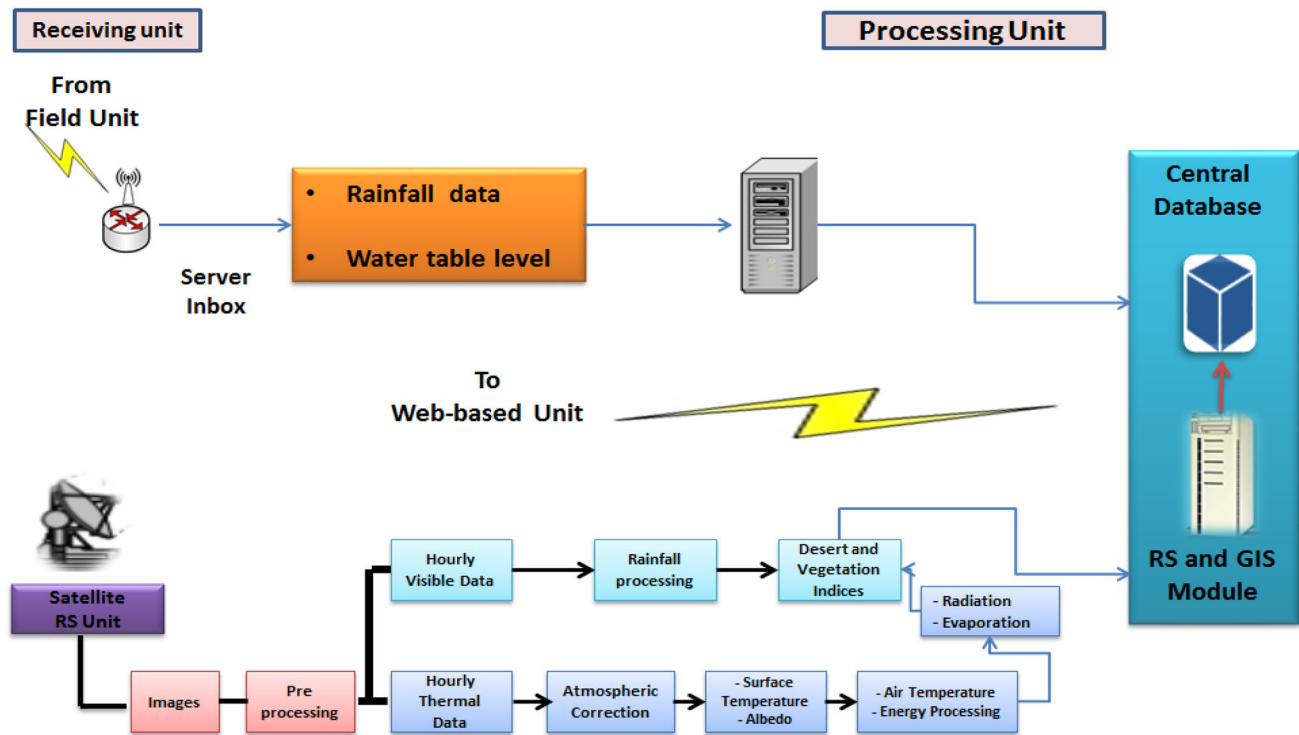 Receiving unit
Processing Unit
From
Field Unit
• Rainfall data
• Water table level
Server
Inbox
Central
Database
To
Web-based Unit
RS and GIS
Module
Satellite
RS Unit
Images
Pre
processing
Hourly
Visible Data
Rainfall
processing
Desert and
Vegetation
Indices
- Radiation
- Evaporation
Hourly
Thermal
Data
Atmospheric
Correction
- Surface
Temperature
- Albedo
- Air Temperature
- Energy Processing